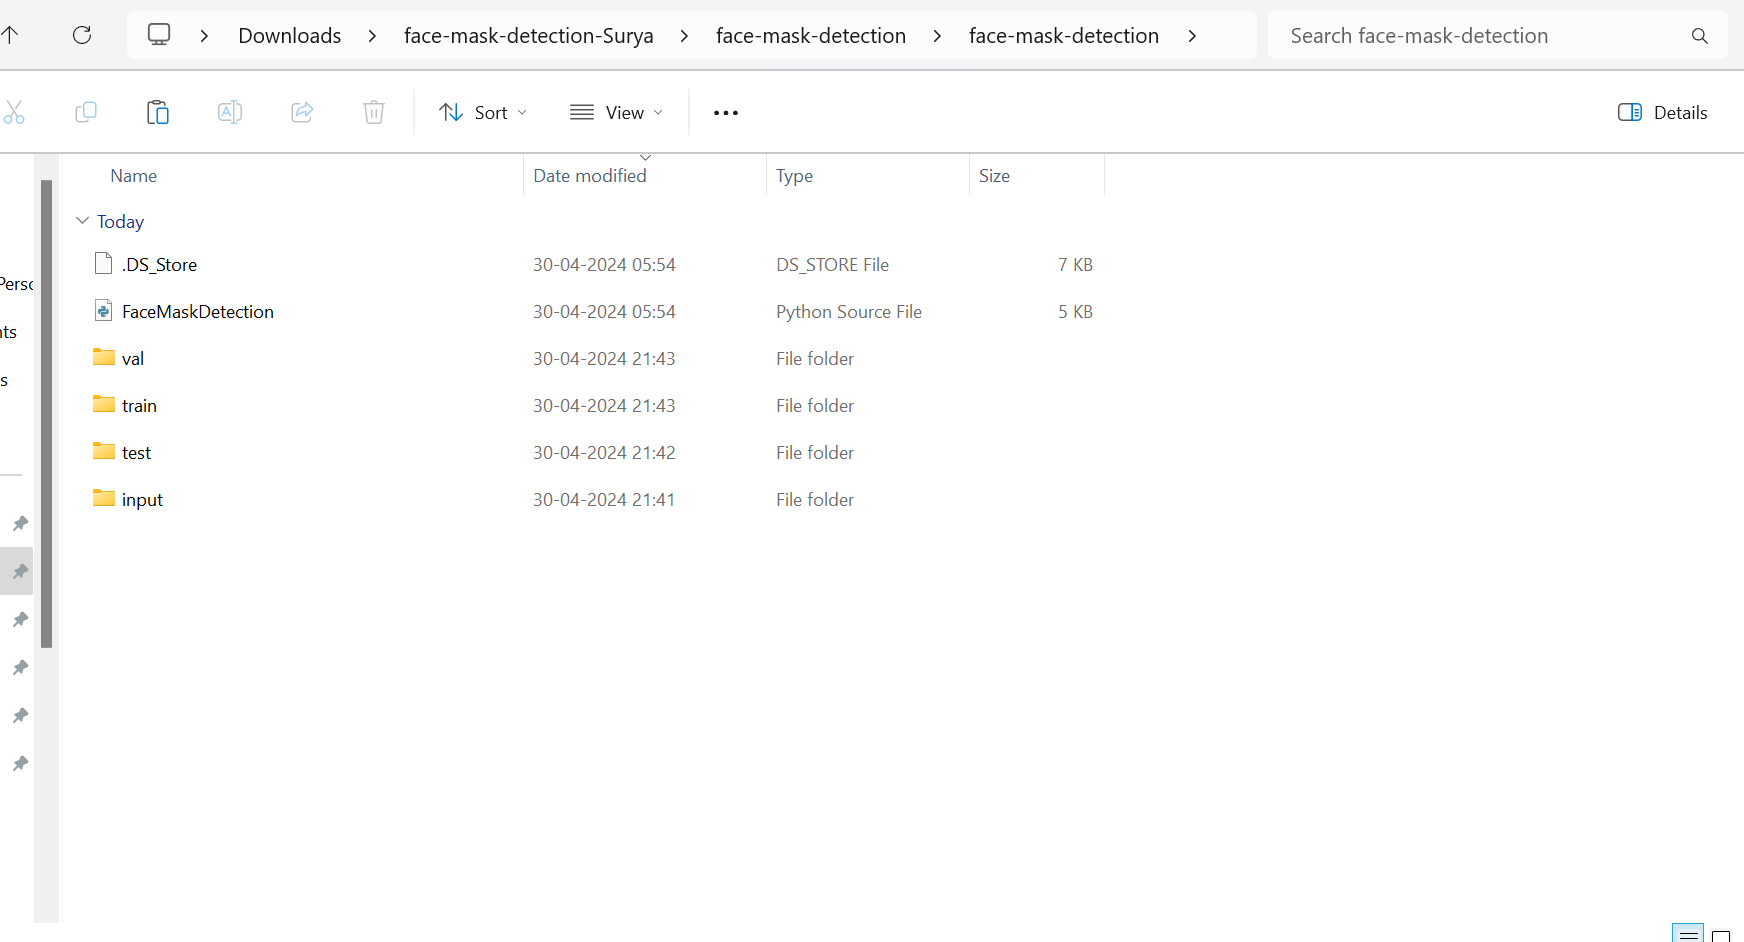 Downloads > face-mask-detection-Surya > face-mask-detection > face-mask-detection >
Search face-mask-detection
Sort
View
Details
Name Date modified Type Size
Today
.DS_Store 30-04-2024 05:54 DS_STORE File 7 KB
FaceMaskDetection 30-04-2024 05:54 Python Source File 5 KB
val 30-04-2024 21:43 File folder
train 30-04-2024 21:43 File folder
test 30-04-2024 21:42 File folder
input 30-04-2024 21:41 File folder